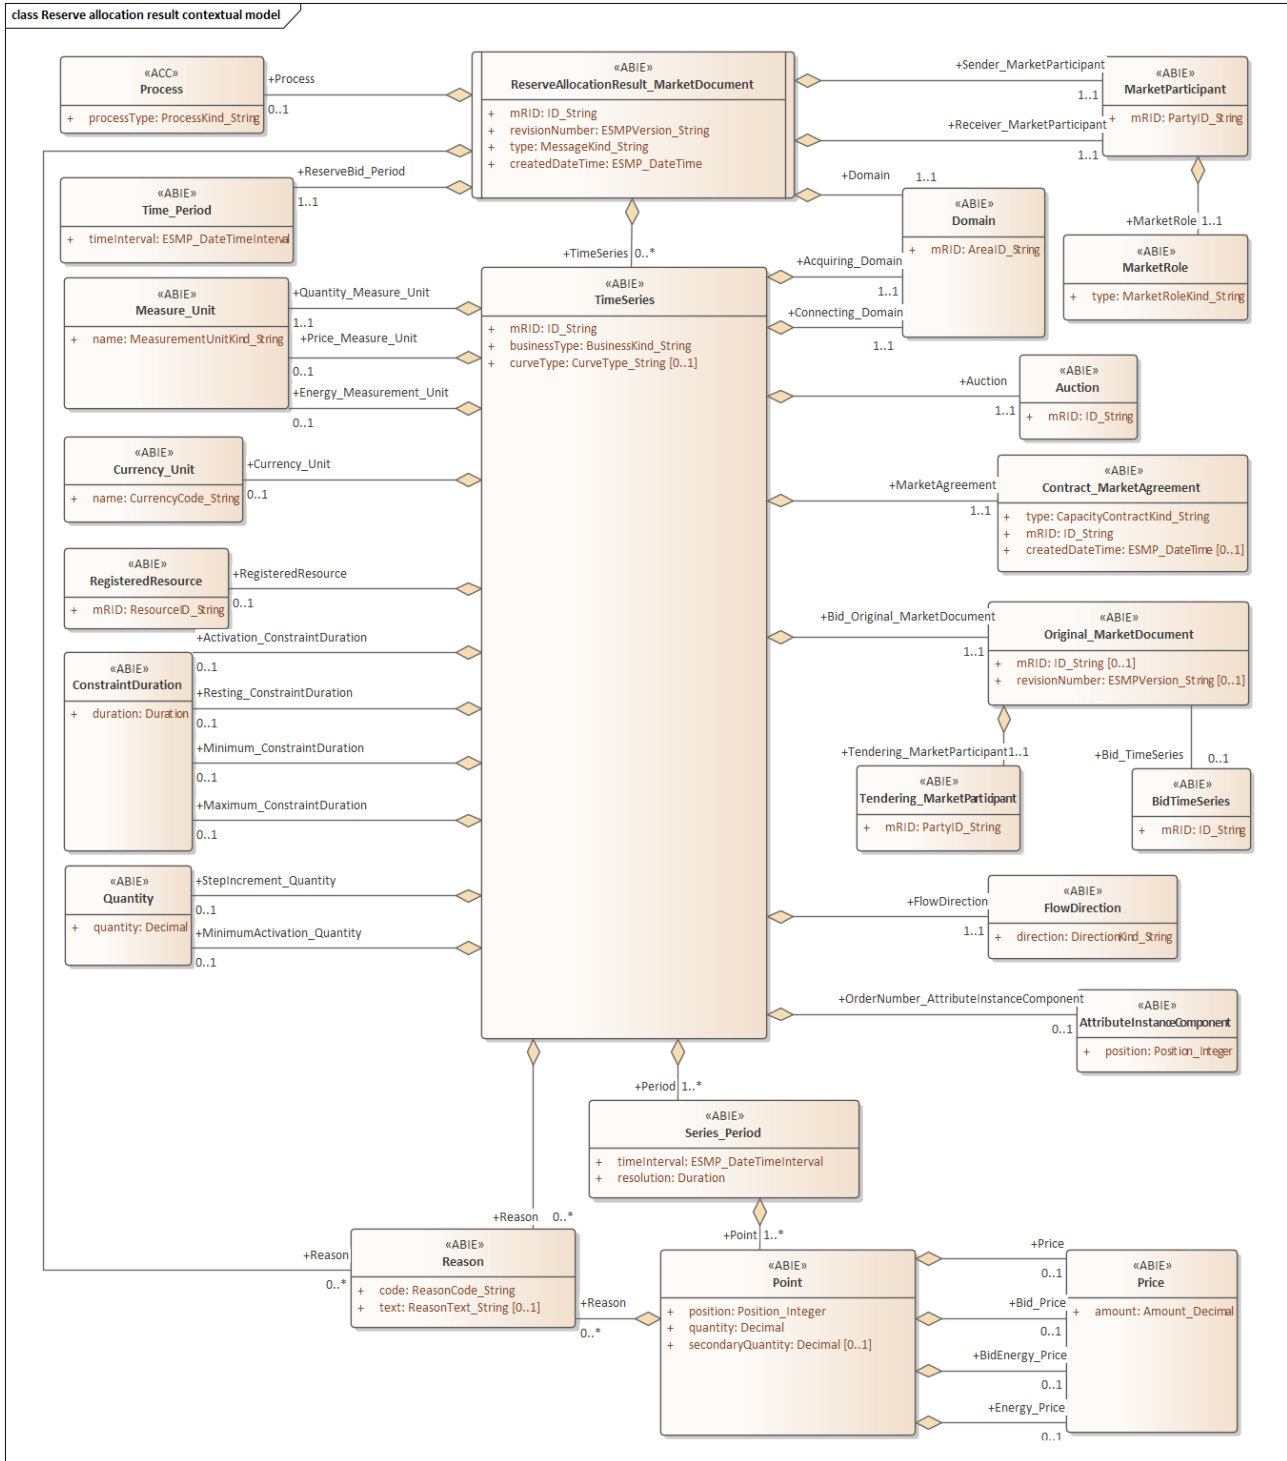 class Reserve allocation result contextual model
«ACC»
Process
+ processType: ProcessKind_String
+Process
0..1
«ABIE»
ReserveAllocationResult_MarketDocument
+ mRID: ID_String
+ revisionNumber: ESMPVersion_String
+ type: MessageKind_String
+ createdDateTime: ESMP_DateTime
+Sender_MarketParticipant
1..1
+Receiver_MarketParticipant
1..1
«ABIE»
MarketParticipant
+ mRID: PartyID_String
+MarketRole 1..1
«ABIE»
MarketRole
+ type: MarketRoleKind_String
+ReserveBid_Period
1..1
«ABIE»
Time_Period
+ timeInterval: ESMP_DateTimeInterval
+Domain 1..1
«ABIE»
Domain
+ mRID: AreaID_String
+Acquiring_Domain
1..1
+Connecting_Domain
1..1
+TimeSeries 0..*
«ABIE»
TimeSeries
+ mRID: ID_String
+ businessType: BusinessKind_String
+ curveType: CurveType_String [0..1]
«ABIE»
Measure_Unit
+ name: MeasurementUnitKind_String
+Quantity_Measure_Unit
1..1
+Price_Measure_Unit
0..1
+Energy_Measurement_Unit
0..1
+Auction
1..1
«ABIE»
Auction
+ mRID: ID_String
«ABIE»
Currency_Unit
+ name: CurrencyCode_String
+Currency_Unit
0..1
+MarketAgreement
1..1
«ABIE»
Contract_MarketAgreement
+ type: CapacityContractKind_String
+ mRID: ID_String
+ createdDateTime: ESMP_DateTime [0..1]
«ABIE»
RegisteredResource
+ mRID: ResourceID_String
+RegisteredResource
0..1
+Bid_Original_MarketDocument
1..1
«ABIE»
Original_MarketDocument
+ mRID: ID_String [0..1]
+ revisionNumber: ESMPVersion_String [0..1]
«ABIE»
ConstraintDuration
+ duration: Duration
+Activation_ConstraintDuration
0..1
+Resting_ConstraintDuration
0..1
+Minimum_ConstraintDuration
0..1
+Maximum_ConstraintDuration
0..1
+Tendering_MarketParticipant 1..1
«ABIE»
Tendering_MarketParticipant
+ mRID: PartyID_String
+Bid_TimeSeries 0..1
«ABIE»
BidTimeSeries
+ mRID: ID_String
«ABIE»
Quantity
+ quantity: Decimal
+StepIncrement_Quantity
0..1
+MinimumActivation_Quantity
0..1
+FlowDirection
1..1
«ABIE»
FlowDirection
+ direction: DirectionKind_String
+OrderNumber_AttributeInstanceComponent
0..1
«ABIE»
AttributeInstanceComponent
+ position: Position_Integer
+Period 1..*
«ABIE»
Series_Period
+ timeInterval: ESMP_DateTimeInterval
+ resolution: Duration
+Reason 0..*
+Reason
0..*
«ABIE»
Reason
+ code: ReasonCode_String
+ text: ReasonText_String [0..1]
+Reason
0..*
+Point 1..*
«ABIE»
Point
+ position: Position_Integer
+ quantity: Decimal
+ secondaryQuantity: Decimal [0..1]
+Price
0..1
+Bid_Price
0..1
+BidEnergy_Price
0..1
+Energy_Price
0..1
«ABIE»
Price
+ amount: Amount_Decimal